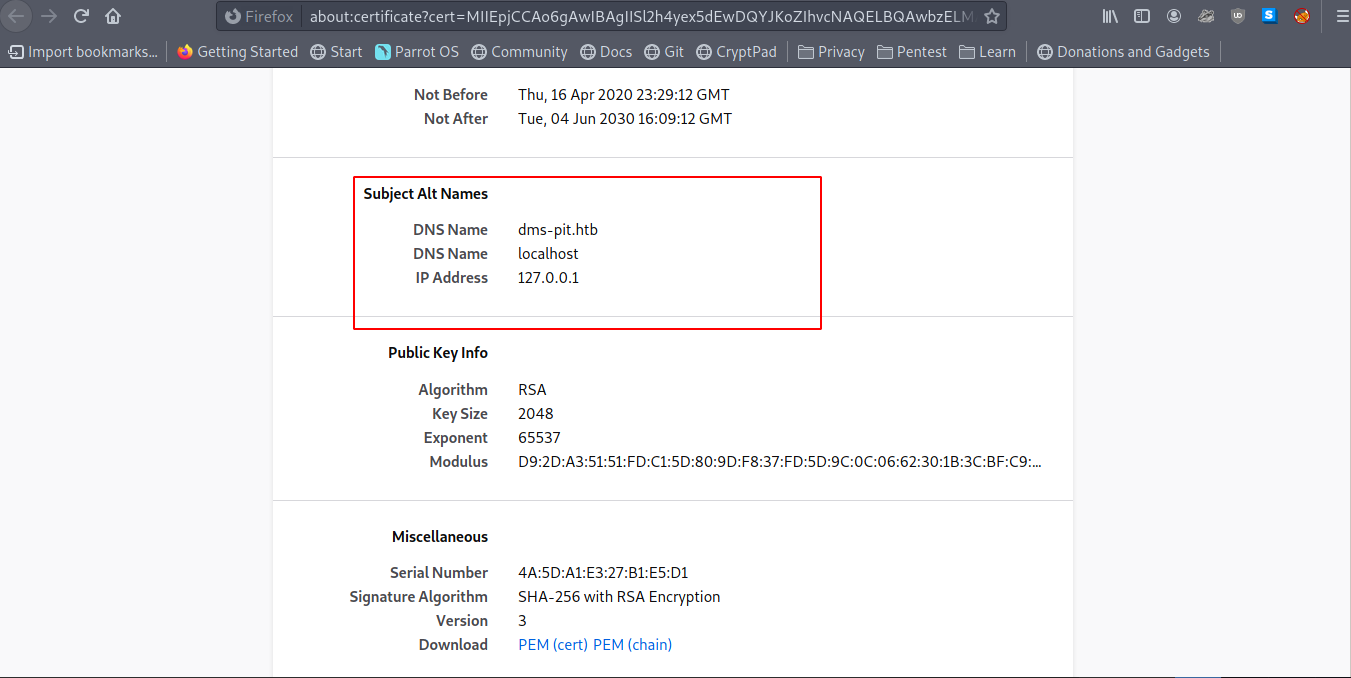 Firefox about:certificate?cert=MIIEpjCCAo6gAwIBAgIISl2h4yex5dEwDQYJKoZIhvcNAQELBQAwbzELM
Import bookmarks... Getting Started Start Parrot OS Community Docs Git CryptPad Privacy Pentest Learn Donations and Gadgets
Not Before Thu, 16 Apr 2020 23:29:12 GMT
Not After Tue, 04 Jun 2030 16:09:12 GMT
Subject Alt Names
DNS Name dms-pit.htb
DNS Name localhost
IP Address 127.0.0.1
Public Key Info
Algorithm RSA
Key Size 2048
Exponent 65537
Modulus D9:2D:A3:51:51:FD:C1:5D:80:9D:F8:37:FD:5D:9C:0C:06:62:30:1B:3C:BF:C9:...
Miscellaneous
Serial Number 4A:5D:A1:E3:27:B1:E5:D1
Signature Algorithm SHA-256 with RSA Encryption
Version 3
Download PEM (cert) PEM (chain)